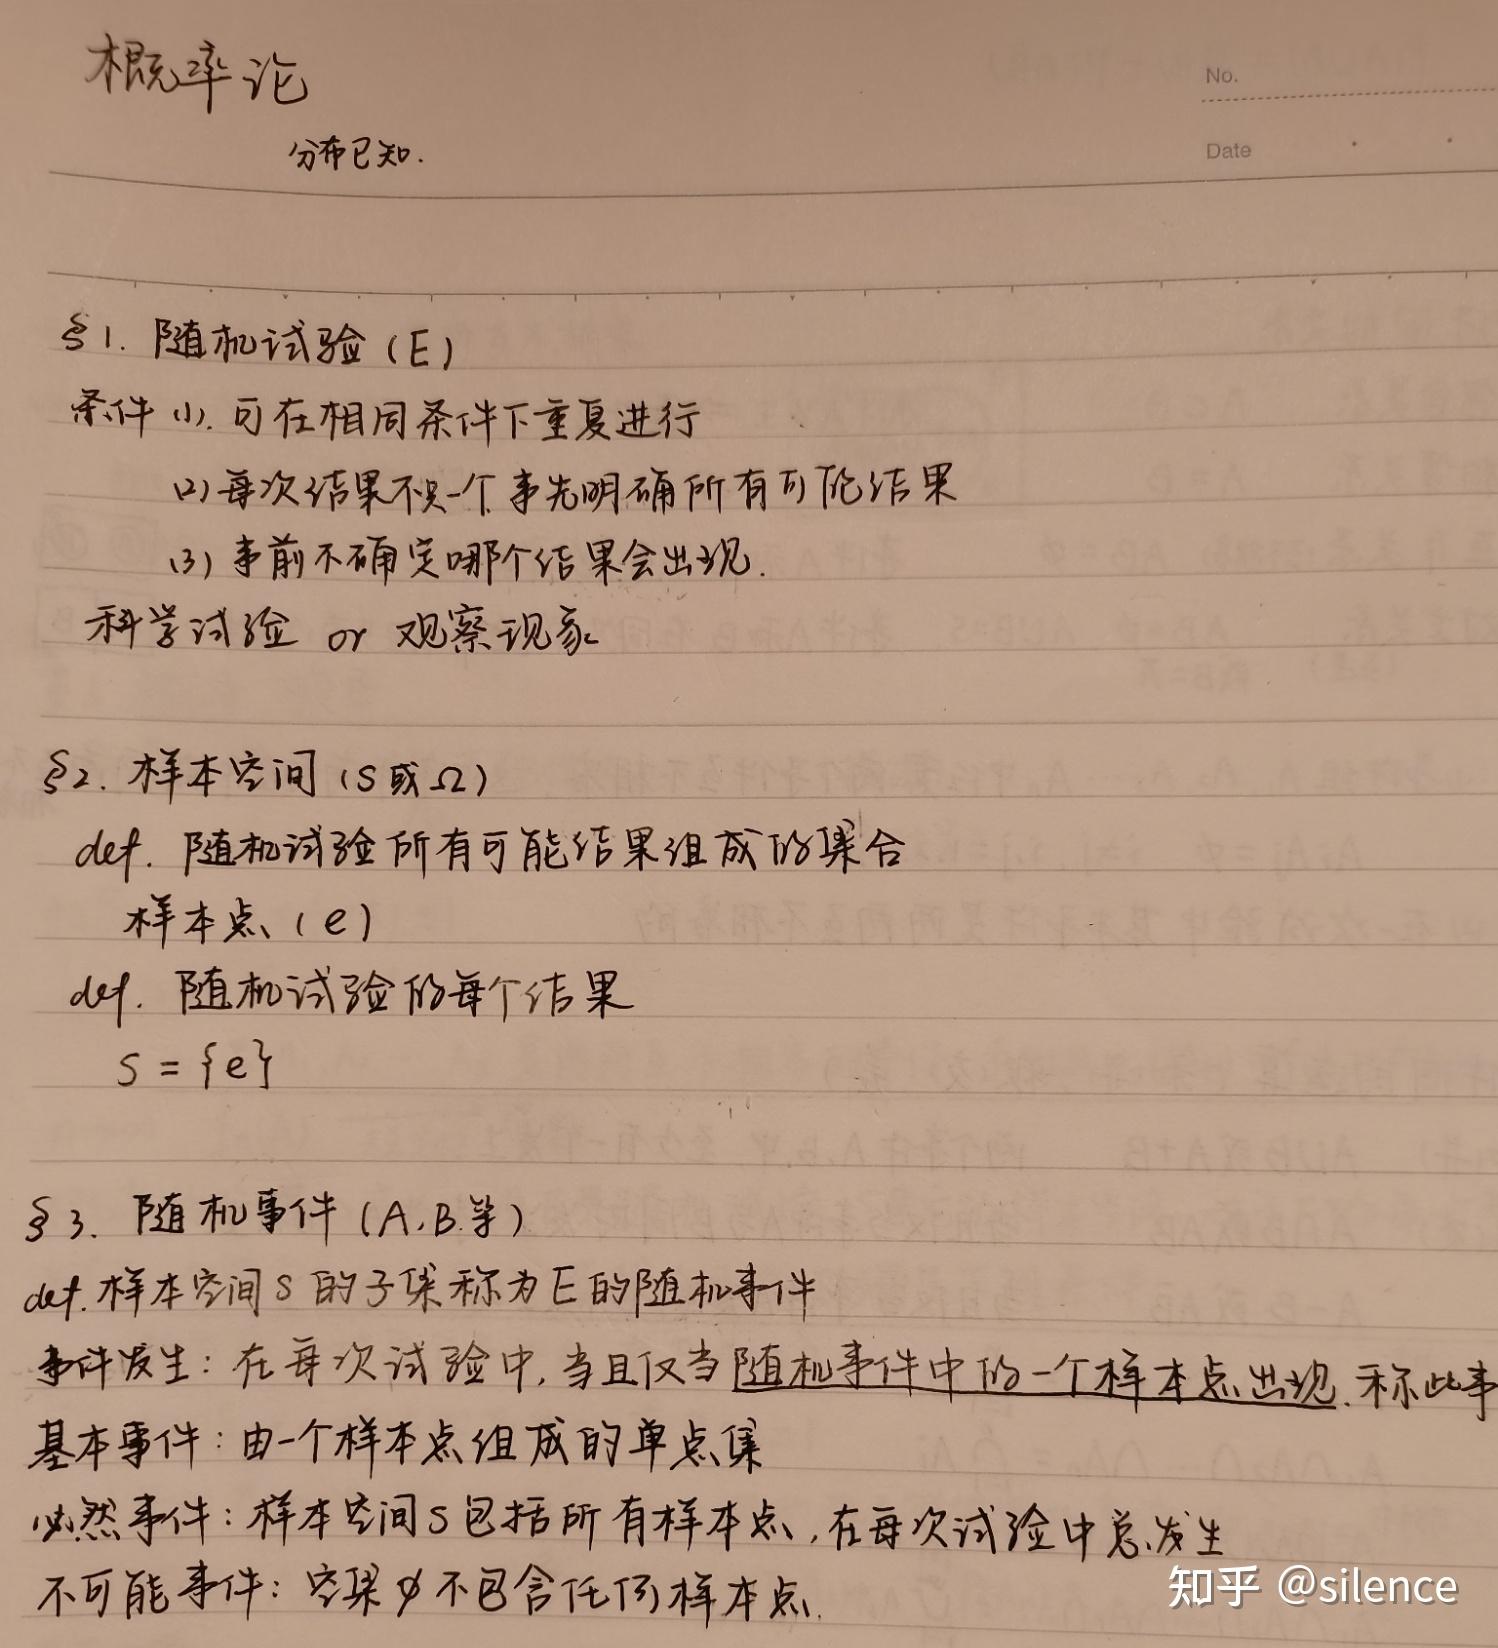 概率论
No.
分布已知.
Date
§1. 随机试验(E)
条件 (1). 可在相同条件下重复进行
(2) 每次结果不只一个 事先明确所有可能结果
(3) 事前不确定哪个结果会出现.
科学试验 or 观察现象
§2. 样本空间 (S或Ω)
def. 随机试验所有可能结果组成的集合
样本点 (e)
def. 随机试验的每个结果
S = {e}
§3. 随机事件 (A,B.等)
def. 样本空间S的子集称为E的随机事件
事件发生: 在每次试验中, 当且仅当随机事件中的一个样本点出现, 称此事
基本事件: 由一个样本点组成的单点集
必然事件: 样本空间S包括所有样本点, 在每次试验中总发生
不可能事件: 空集∅不包含任何样本点.
知乎 @silence